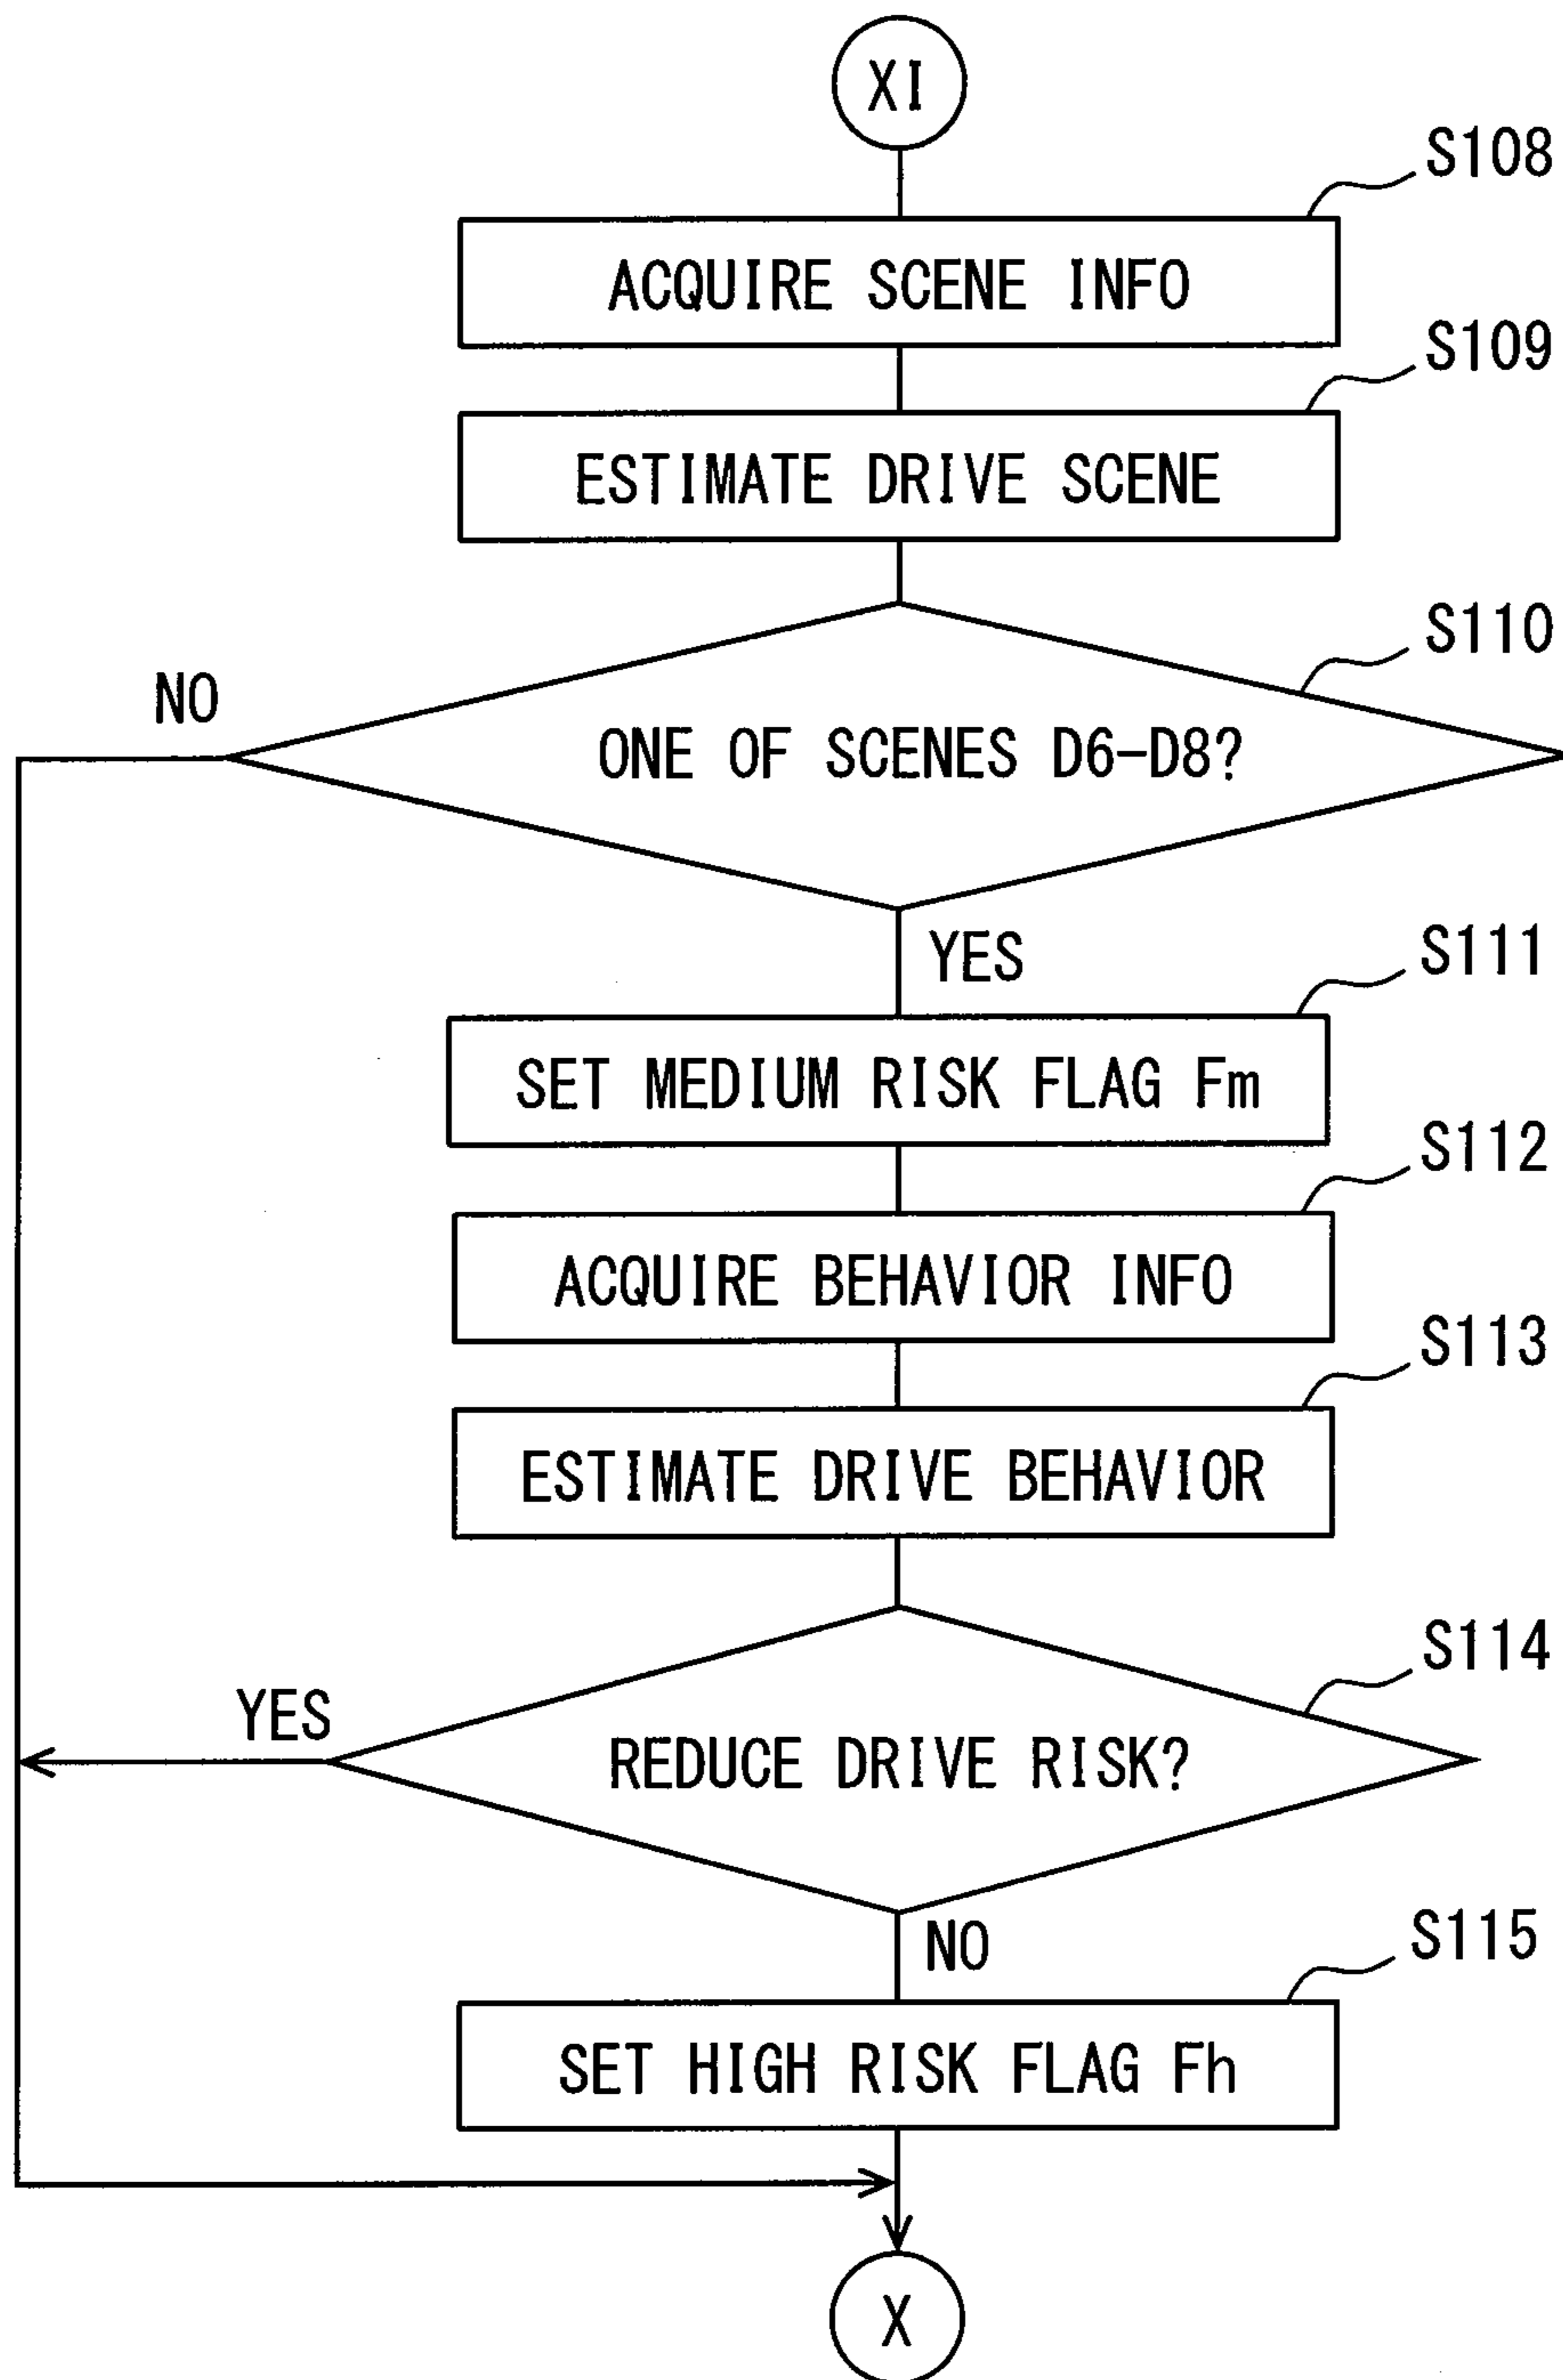 XI
S108
ACQUIRE SCENE INFO
S109
ESTIMATE DRIVE SCENE
S110
NO
ONE OF SCENES D6-D8?
YES
S111
SET MEDIUM RISK FLAG Fm
S112
ACQUIRE BEHAVIOR INFO
S113
ESTIMATE DRIVE BEHAVIOR
S114
YES
REDUCE DRIVE RISK?
NO
S115
SET HIGH RISK FLAG Fh
X